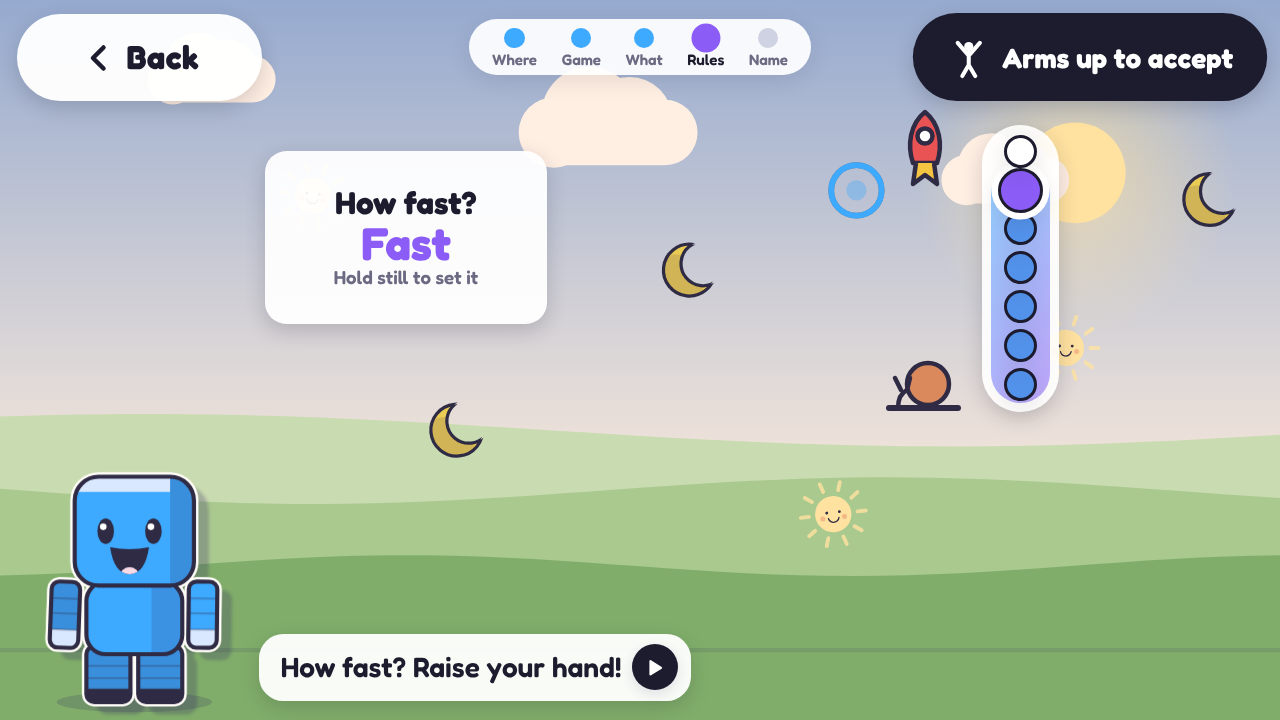 Back
Where Game What Rules Name
Arms up to accept
How fast?
Fast
Hold still to set it
How fast? Raise your hand!